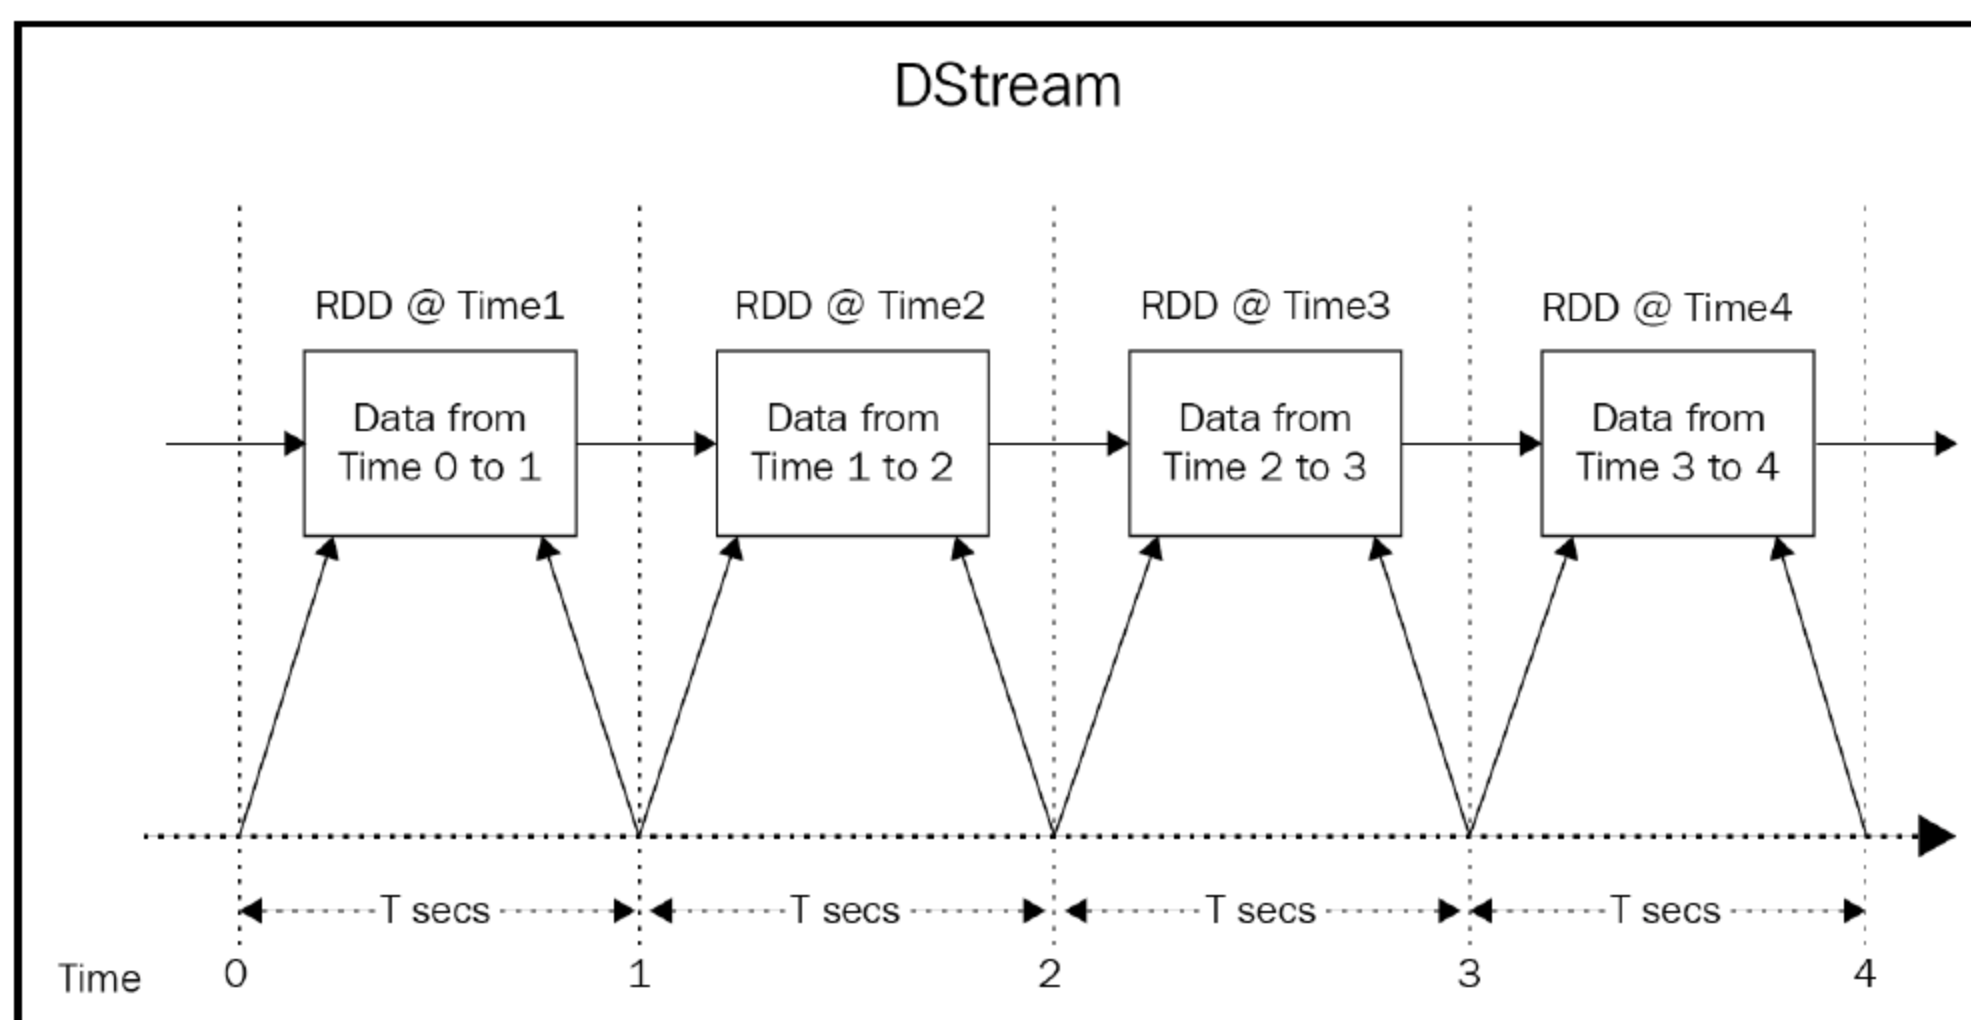 DStream
RDD @ Time1
RDD @ Time2
RDD @ Time3
RDD @ Time4
Data from
Time 0 to 1
Data from
Time 1 to 2
Data from
Time 2 to 3
Data from
Time 3 to 4
T secs
T secs
T secs
T secs
Time 0 1 2 3 4